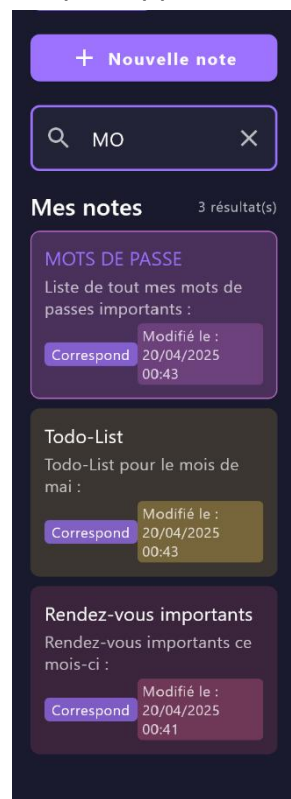 + Nouvelle note
MO
Mes notes 3 résultat(s)
MOTS DE PASSE
Liste de tout mes mots de
passes importants :
Correspond
Modifié le :
20/04/2025
00:43
Todo-List
Todo-List pour le mois de
mai :
Correspond
Modifié le :
20/04/2025
00:43
Rendez-vous importants
Rendez-vous importants ce
mois-ci :
Correspond
Modifié le :
20/04/2025
00:41